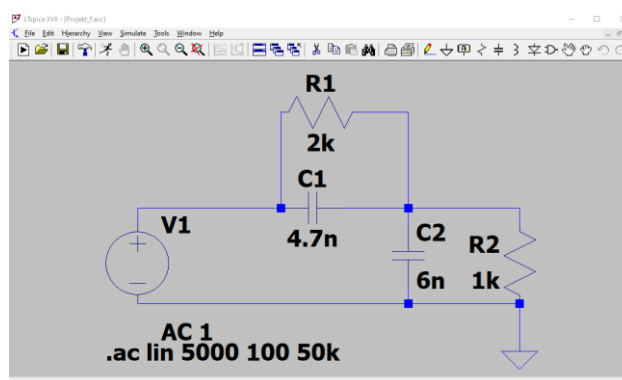 LTspice XVII - [Projekt_f.asc]
File Edit Hierarchy View Simulate Tools Window Help
R1
2k
C1
V1
4.7n
C2
R2
6n
1k
AC 1
.ac lin 5000 100 50k